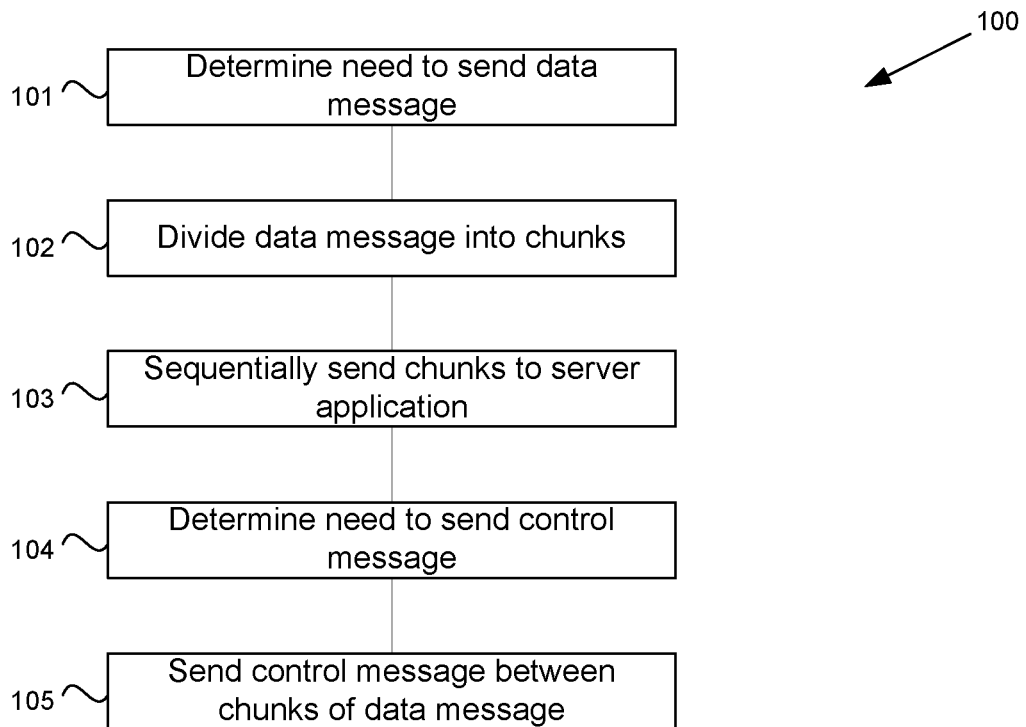 100
101
Determine need to send data
message
102
Divide data message into chunks
103
Sequentially send chunks to server
application
104
Determine need to send control
message
105
Send control message between
chunks of data message